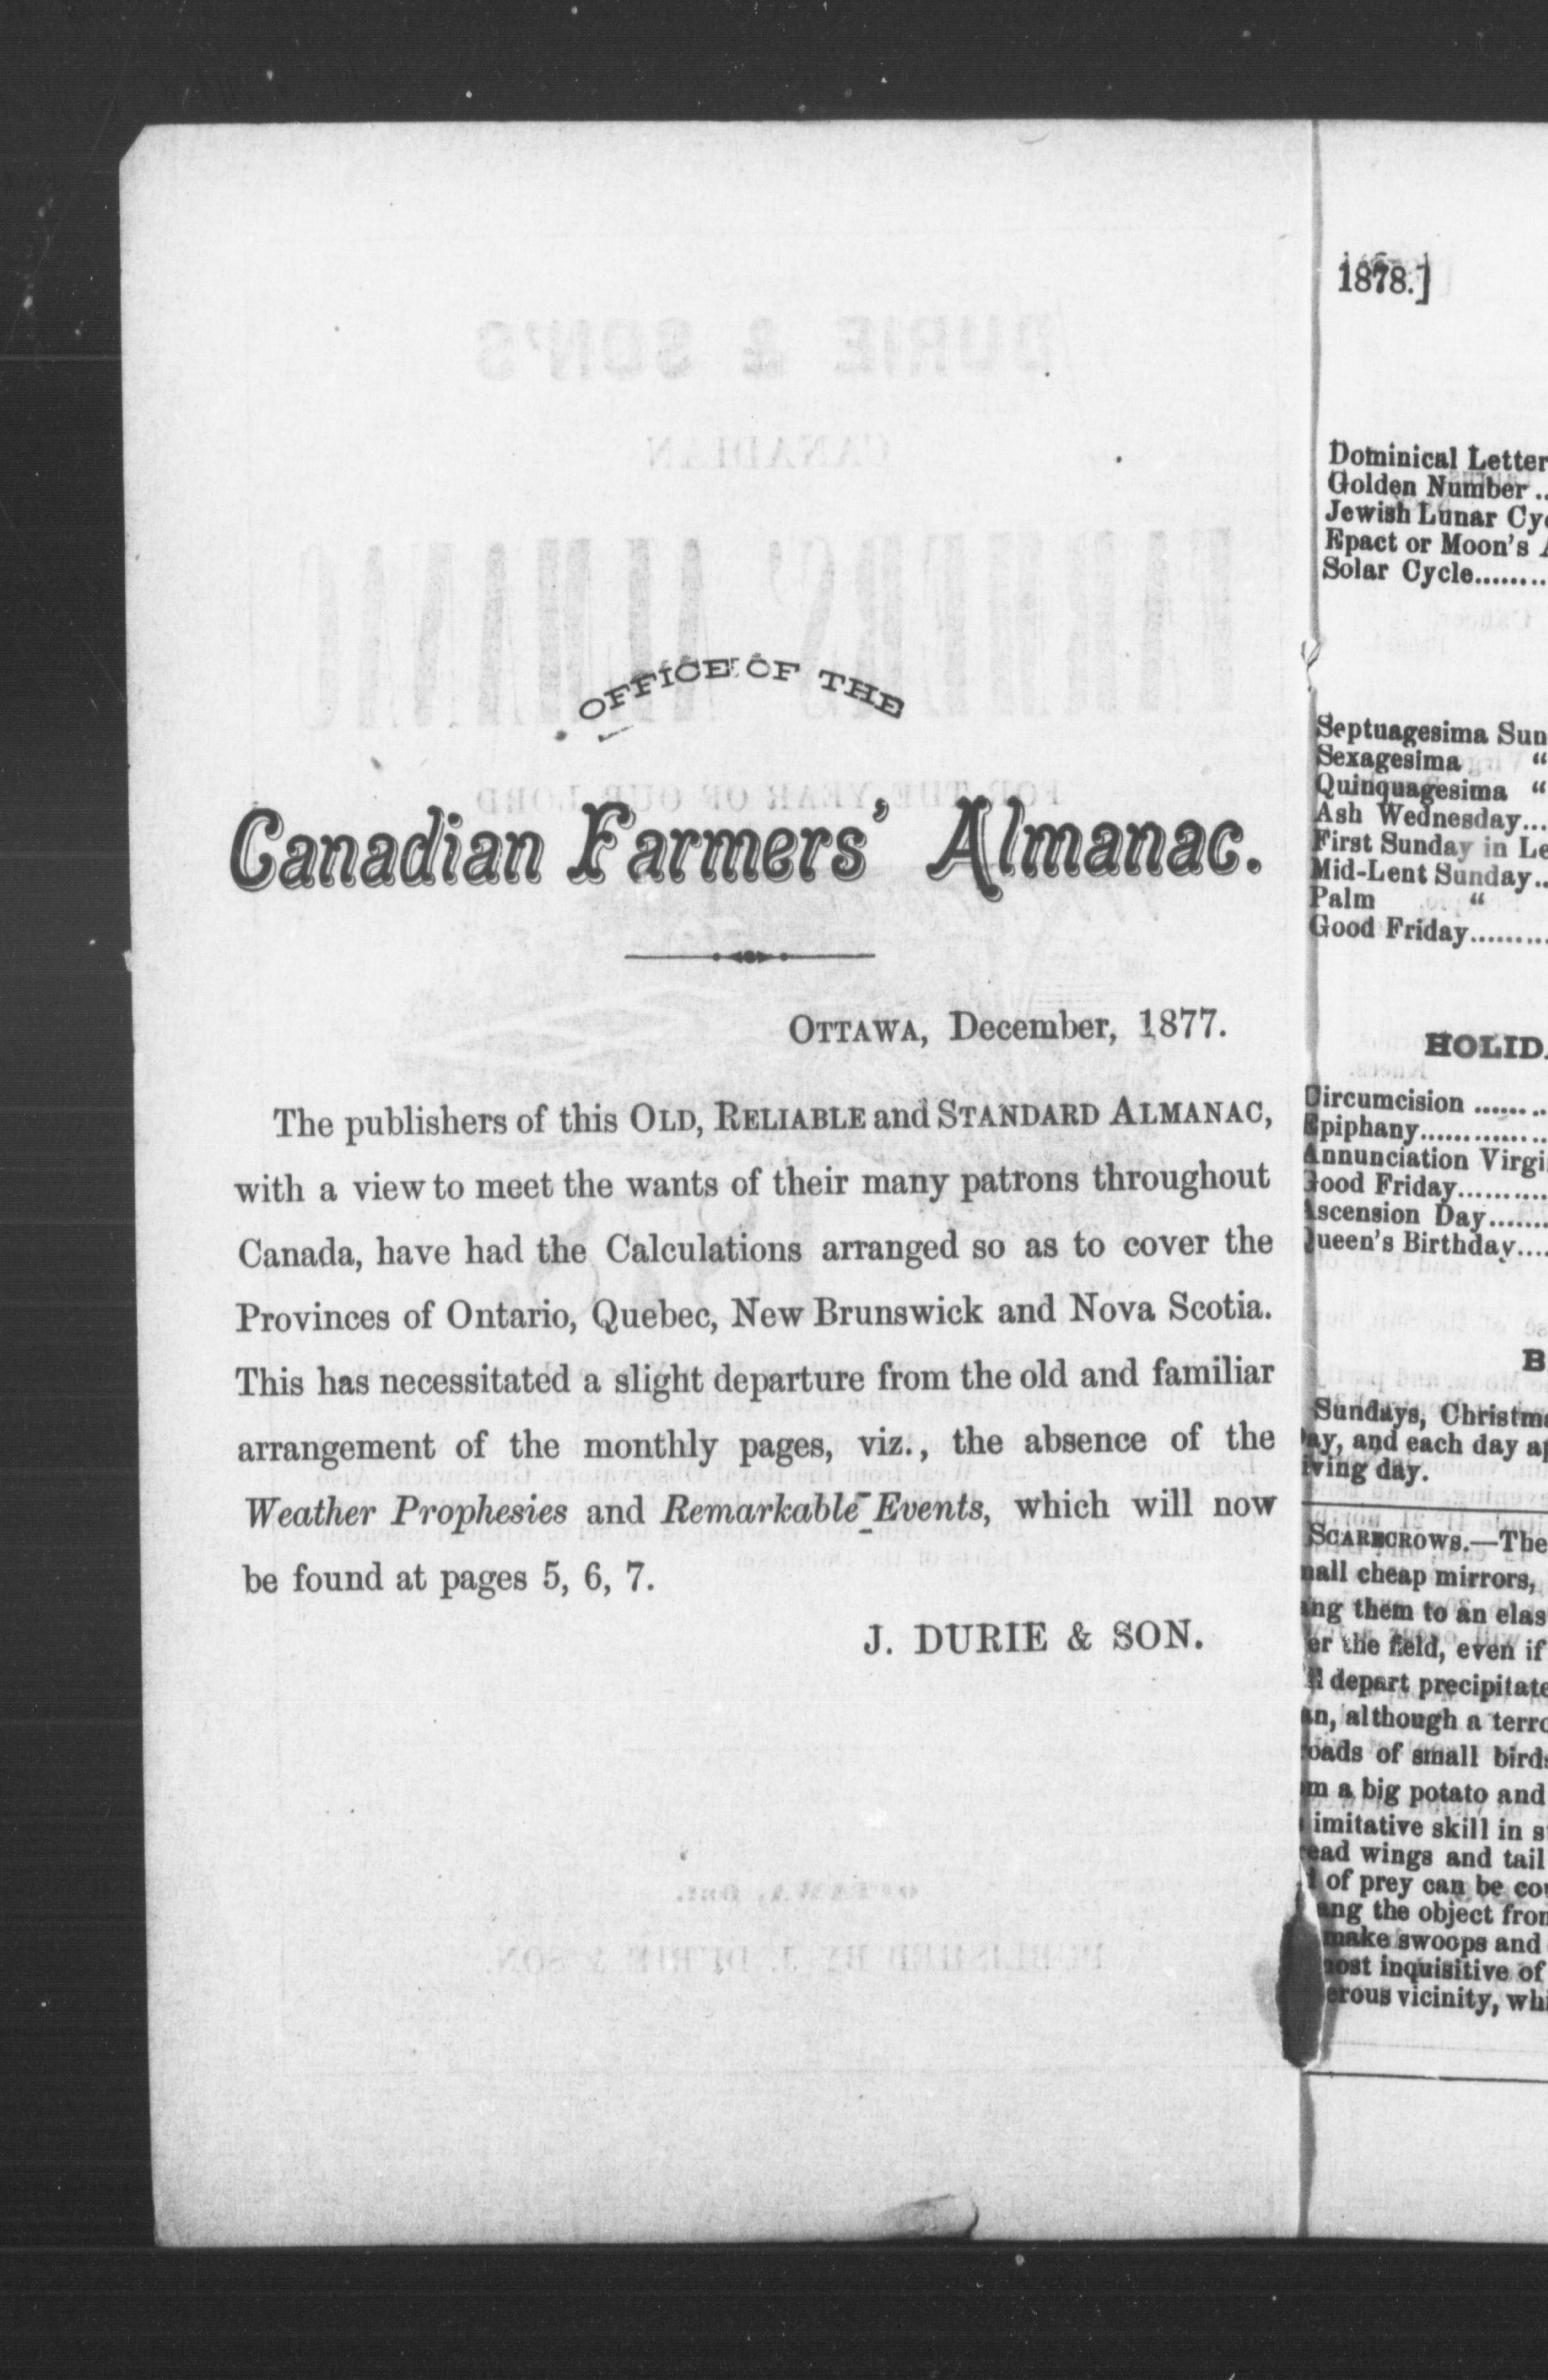 OFFICE OF THE
Canadian Farmers' Almanac.
OTTAWA, December, 1877.
The publishers of this OLD, RELIABLE and STANDARD ALMANAC,
with a view to meet the wants of their many patrons throughout
Canada, have had the Calculations arranged so as to cover the
Provinces of Ontario, Quebec, New Brunswick and Nova Scotia.
This has necessitated a slight departure from the old and familiar
arrangement of the monthly pages, viz., the absence of the
Weather Prophesies and Remarkable Events, which will now
be found at pages 5, 6, 7.
J. DURIE & SON.
1878.]
Dominical Letter
Golden Number ..
Jewish Lunar
Epact or Moon's
Solar Cycle........
Septuagesima Sun
Sexagesima "
Quinquagesima "
Ash Wednesday...
First Sunday in Le
Mid-Lent Sunday..
Palm "
Good Friday.........
HOLID
Circumcision .......
Epiphany..............
Annunciation Virgi
Good Friday..........
Ascension Day.......
Queen's Birthday....
B
Sundays, Christm
ay, and each day
iving day.
SCARECROWS.—The
mall cheap mirrors,
ing them to an elas
er the field, even if
depart precipitate
an, although a terro
oads of small birds
m a big potato and
imitative skill in s
read wings and tail
of prey can be co
ang the object from
make swoops and
most inquisitive of
erous vicinity, whi